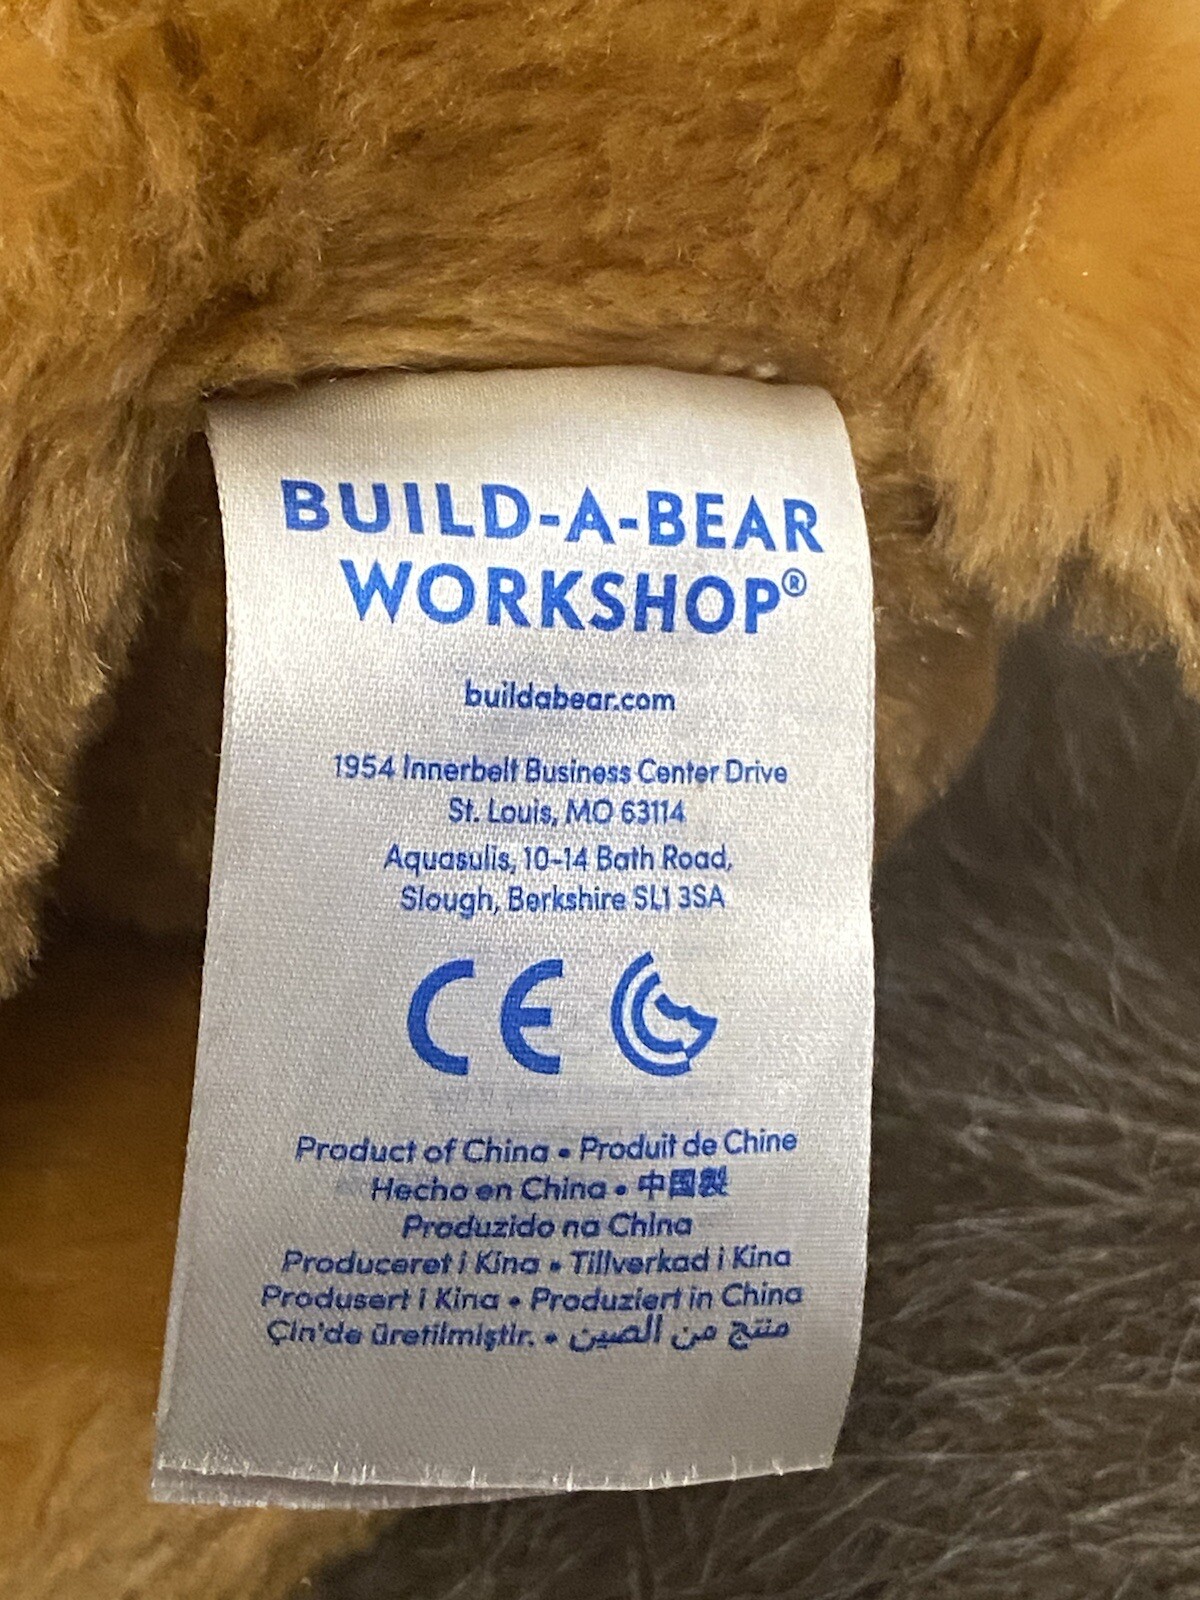 BUILD-A-BEAR
WORKSHOP®
buildabear.com
1954 Innerbelt Business Center Drive
St. Louis, MO 63114
Aquasulis, 10-14 Bath Road,
Slough, Berkshire SL1 3SA
CE
Product of China • Produit de Chine
Hecho en China • 中国製
Produzido na China
Produceret i Kina • Tillverkad i Kina
Produsert i Kina • Produziert in China
Çin'de üretilmiştir. • منتج من الصين